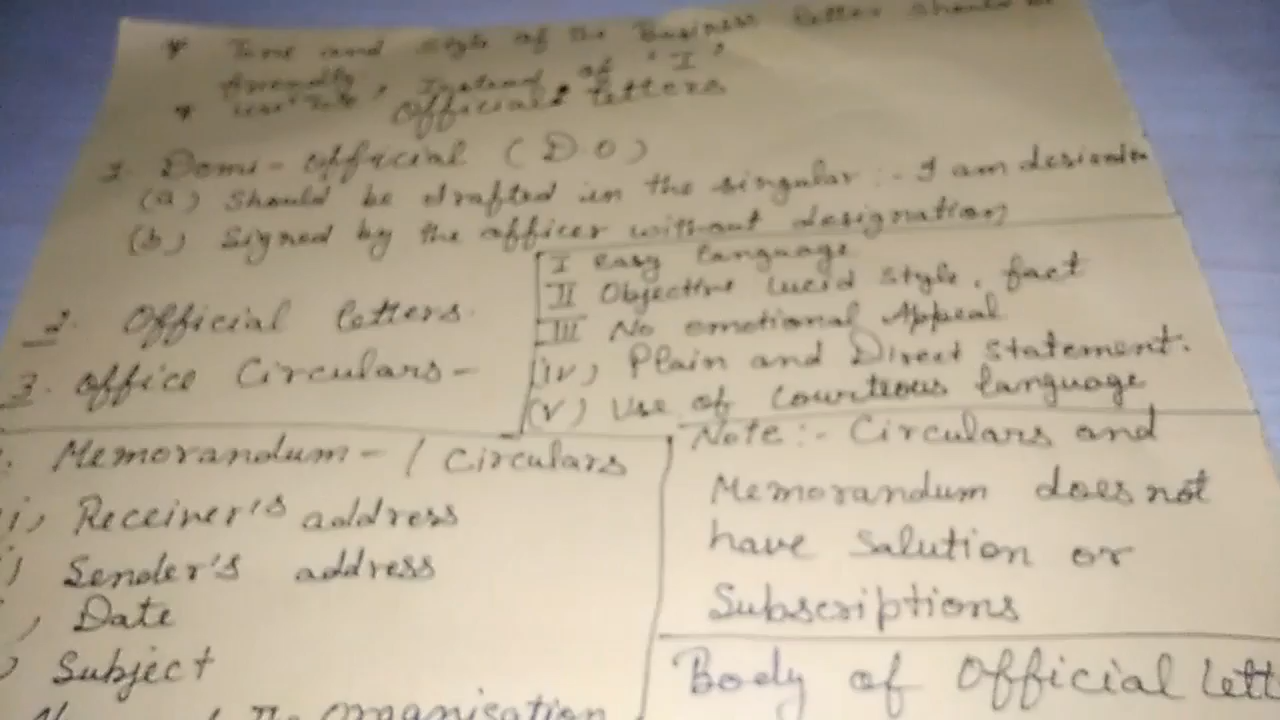 * Tone and style of the Business letter should be
friendly
* use 'We', Instead of 'I'
Official letters
1. Demi-official (DO)
(a) Should be drafted in the singular :- I am desired
(b) Signed by the officer without designation
2. Official letters.
3. office Circulars -
I easy language
II Objective lucid style, fact
III No emotional Appeal
(iv) Plain and Direct Statement.
(v) Use of Courteous language
Memorandum - / Circulars
Receiver's address
Sender's address
Date
Subject
organisation
Note :- Circulars and
Memorandum does not
have Salution or
Subscriptions
Body of Official lett